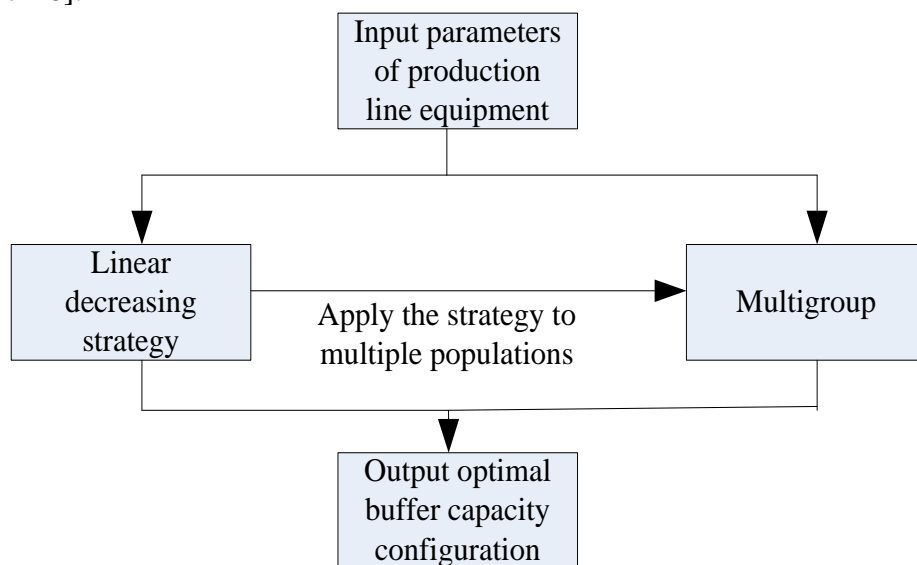 Input parameters
of production
line equipment
Linear
decreasing
strategy
Apply the strategy to
multiple populations
Multigroup
Output optimal
buffer capacity
configuration